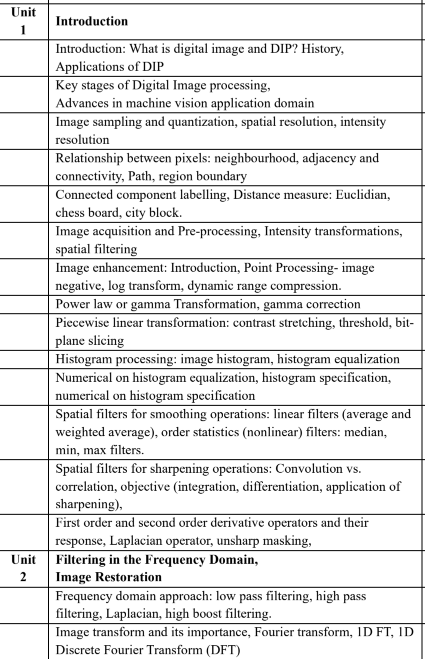 Unit
1
Introduction
Introduction: What is digital image and DIP? History,
Applications of DIP
Key stages of Digital Image processing,
Advances in machine vision application domain
Image sampling and quantization, spatial resolution, intensity
resolution
Relationship between pixels: neighbourhood, adjacency and
connectivity, Path, region boundary
Connected component labelling, Distance measure: Euclidian,
chess board, city block.
Image acquisition and Pre-processing, Intensity transformations,
spatial filtering
Image enhancement: Introduction, Point Processing- image
negative, log transform, dynamic range compression.
Power law or gamma Transformation, gamma correction
Piecewise linear transformation: contrast stretching, threshold, bit-
plane slicing
Histogram processing: image histogram, histogram equalization
Numerical on histogram equalization, histogram specification,
numerical on histogram specification
Spatial filters for smoothing operations: linear filters (average and
weighted average), order statistics (nonlinear) filters: median,
min, max filters.
Spatial filters for sharpening operations: Convolution vs.
correlation, objective (integration, differentiation, application of
sharpening),
First order and second order derivative operators and their
response, Laplacian operator, unsharp masking,
Unit
2
Filtering in the Frequency Domain,
Image Restoration
Frequency domain approach: low pass filtering, high pass
filtering, Laplacian, high boost filtering.
Image transform and its importance, Fourier transform, 1D FT, 1D
Discrete Fourier Transform (DFT)